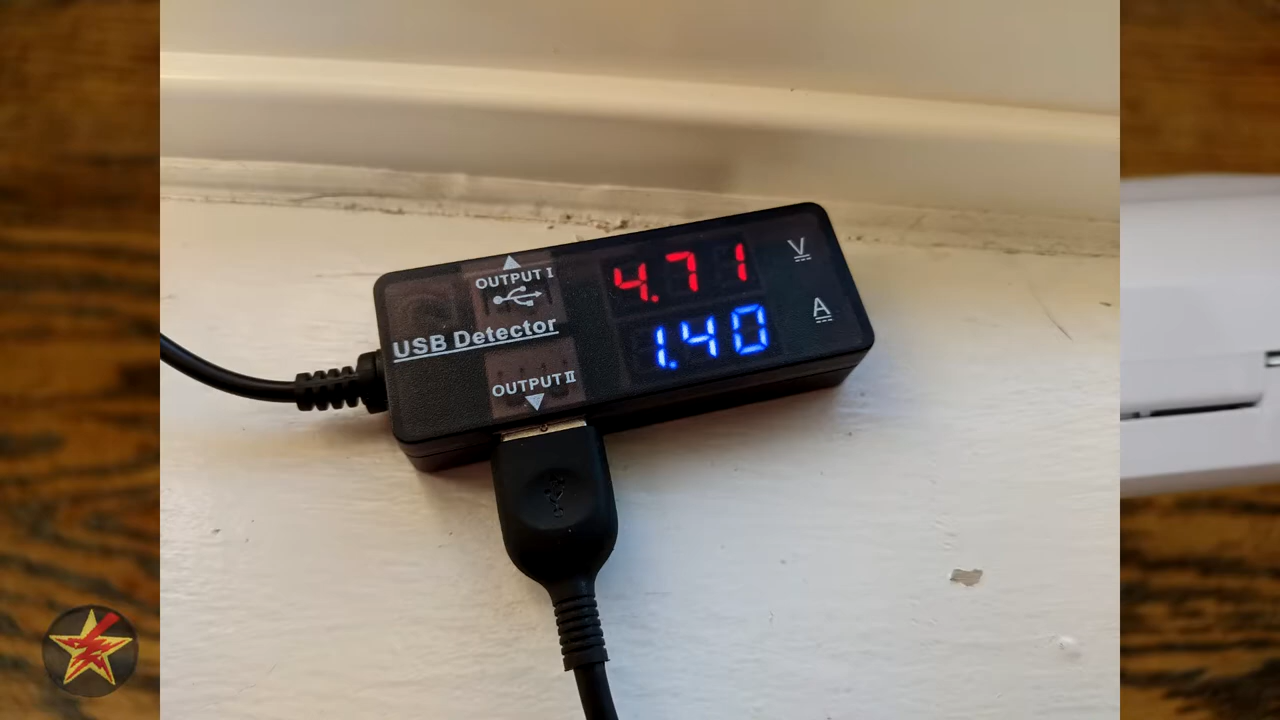 OUTPUT I
USB Detector
OUTPUT II
4.71 V
1.40 A